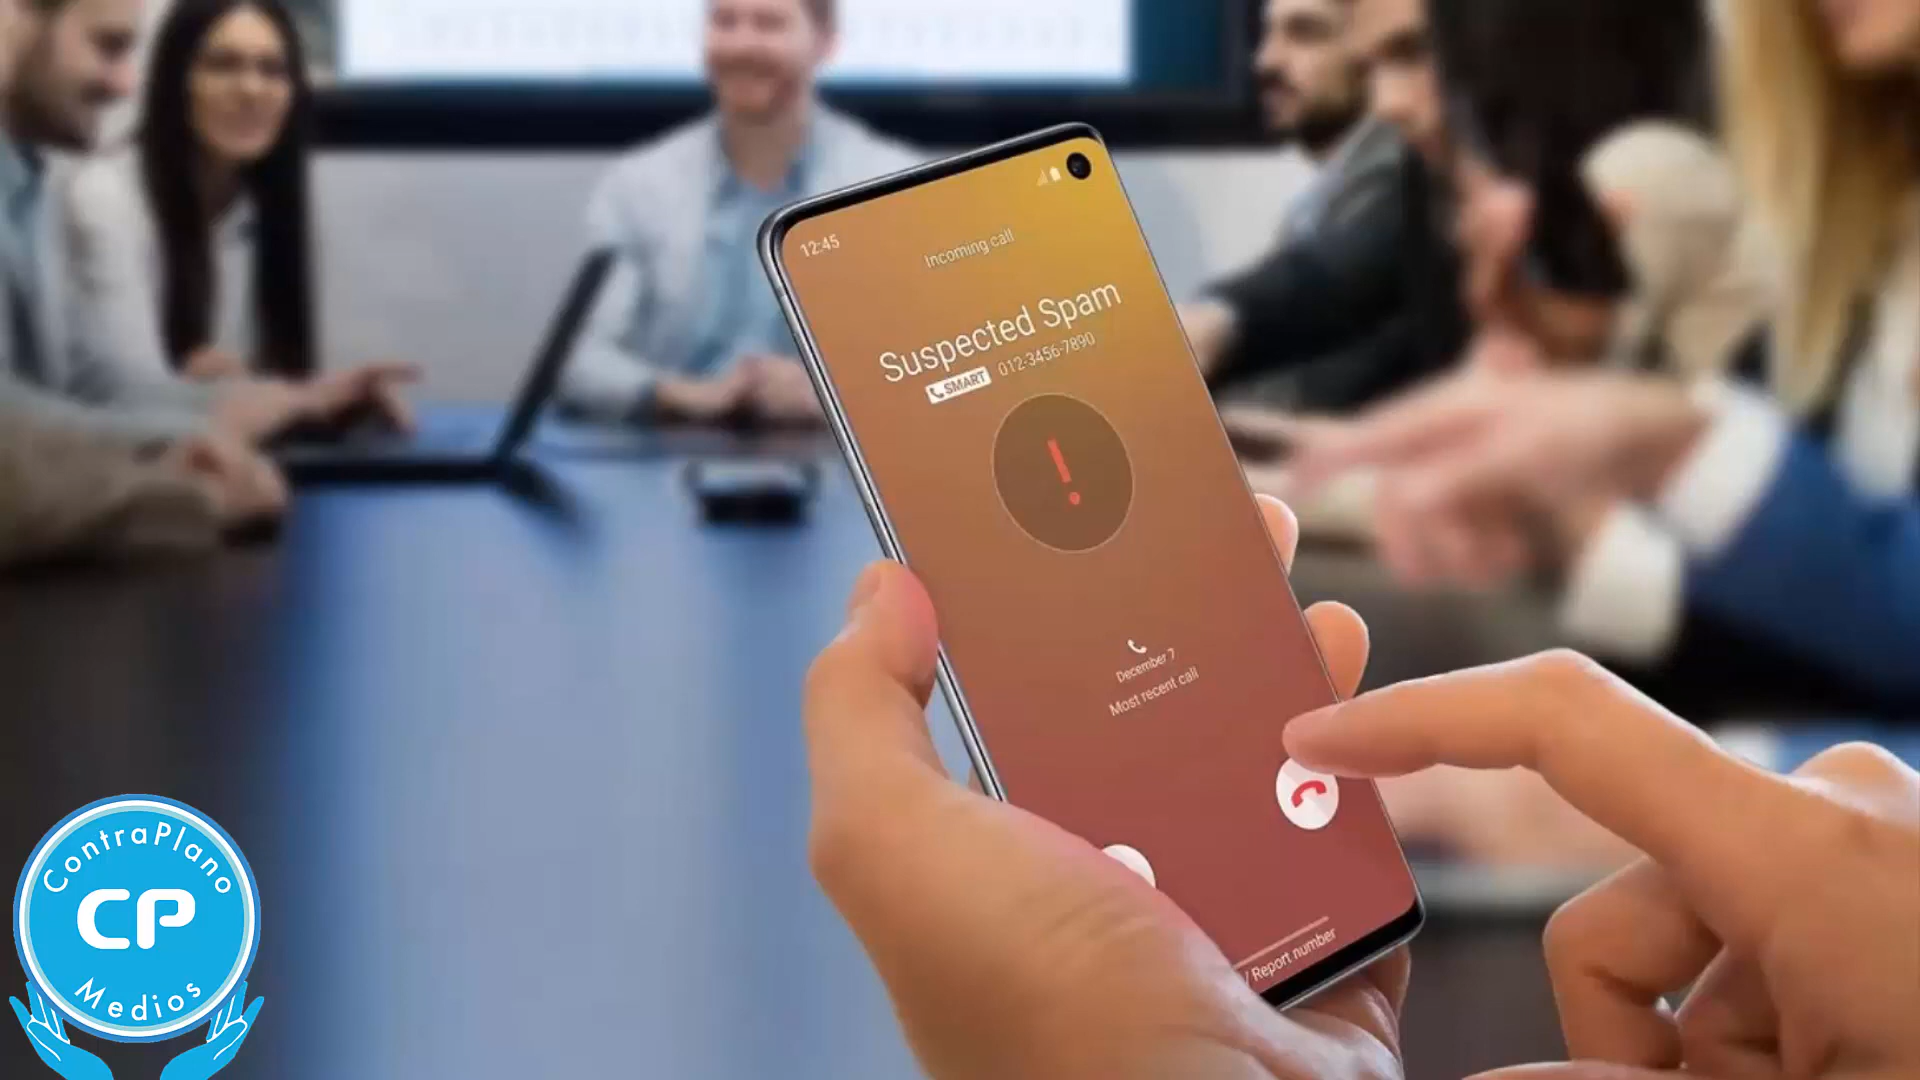 12:45
Incoming call
Suspected Spam
SMART 012-3456-7890
!
December 7
Most recent call
/ Report number
ContraPlano
CP
Medios